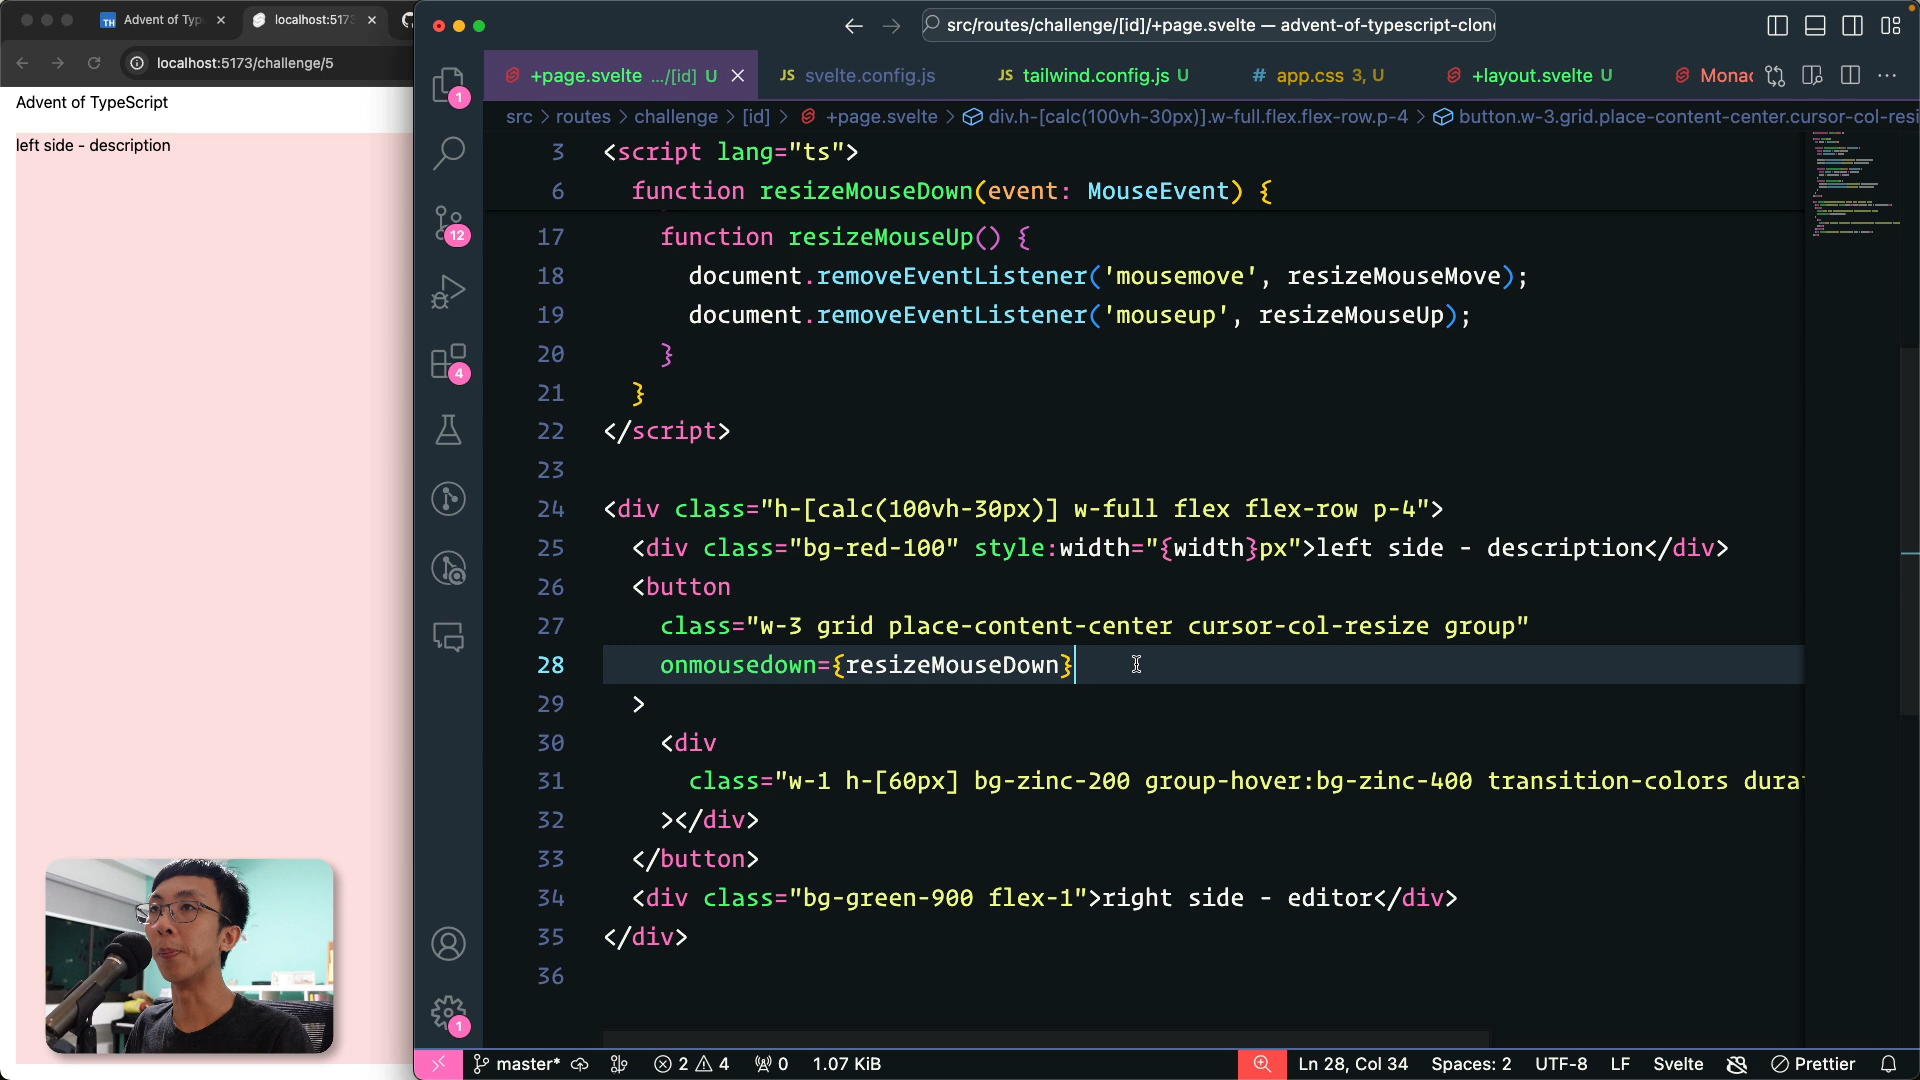 Advent of Typ
localhost:5173
localhost:5173/challenge/5
Advent of TypeScript
left side - description
src/routes/challenge/[id]/+page.svelte — advent-of-typescript-clone
+page.svelte .../[id] U
JS svelte.config.js
JS tailwind.config.js U
# app.css 3, U
+layout.svelte U
Monac
src > routes > challenge > [id] > +page.svelte > div.h-[calc(100vh-30px)].w-full.flex.flex-row.p-4 > button.w-3.grid.place-content-center.cursor-col-resi
1
12
4
1
3 <script lang="ts">
6 function resizeMouseDown(event: MouseEvent) {
17 function resizeMouseUp() {
18 document.removeEventListener('mousemove', resizeMouseMove);
19 document.removeEventListener('mouseup', resizeMouseUp);
20 }
21 }
22 </script>
23
24 <div class="h-[calc(100vh-30px)] w-full flex flex-row p-4">
25 <div class="bg-red-100" style:width="{width}px">left side - description</div>
26 <button
27 class="w-3 grid place-content-center cursor-col-resize group"
28 onmousedown={resizeMouseDown}
29 >
30 <div
31 class="w-1 h-[60px] bg-zinc-200 group-hover:bg-zinc-400 transition-colors dura
32 ></div>
33 </button>
34 <div class="bg-green-900 flex-1">right side - editor</div>
35 </div>
36
master* 2 4 0 1.07 KiB Ln 28, Col 34 Spaces: 2 UTF-8 LF Svelte Prettier